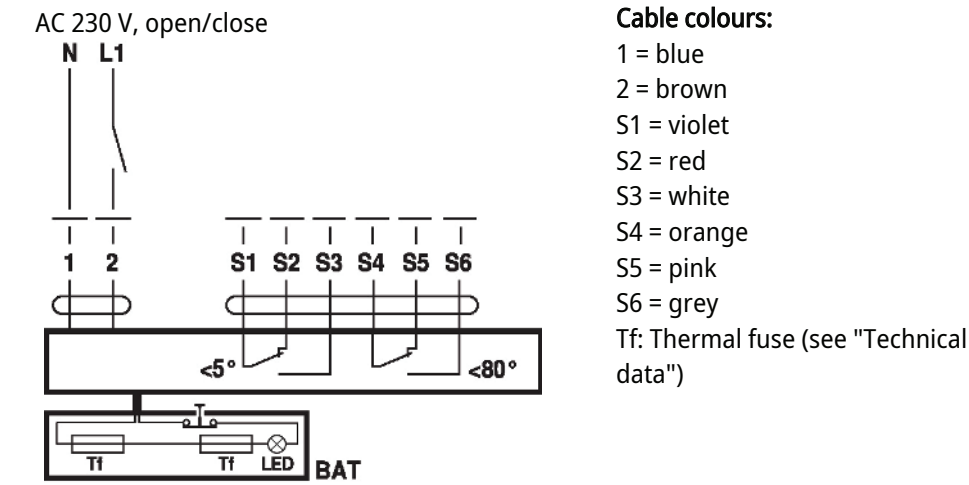 AC 230 V, open/close
N L1
1 2 S1 S2 S3 S4 S5 S6
<5° <80°
Tf Tf LED BAT
Cable colours:
1 = blue
2 = brown
S1 = violet
S2 = red
S3 = white
S4 = orange
S5 = pink
S6 = grey
Tf: Thermal fuse (see "Technical
data")